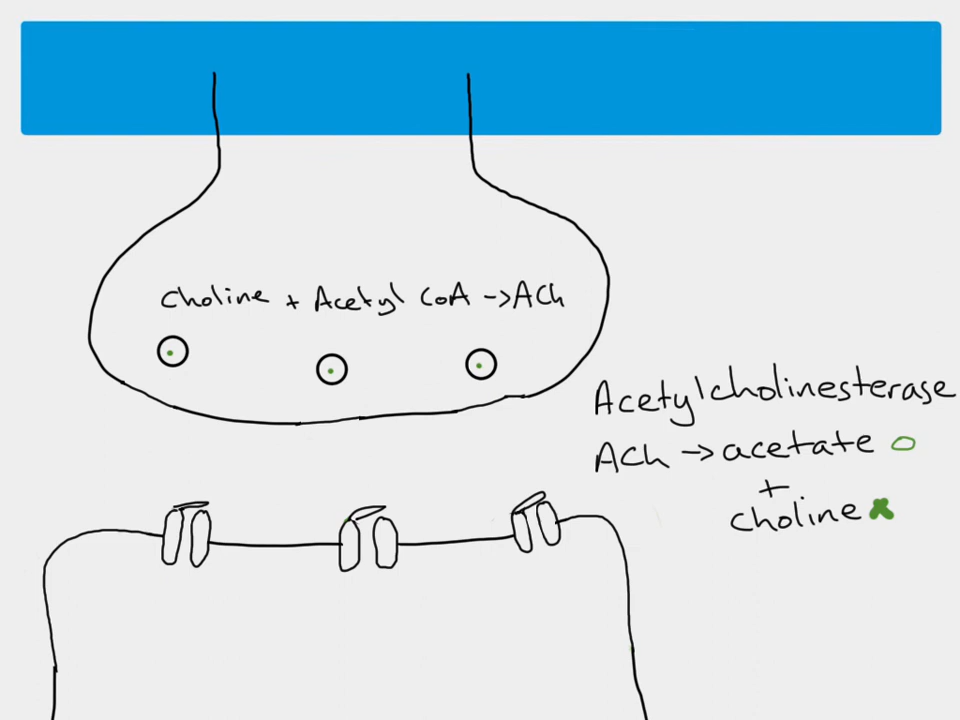 choline + Acetyl CoA -> ACh
Acetylcholinesterase
ACh -> acetate
+
choline